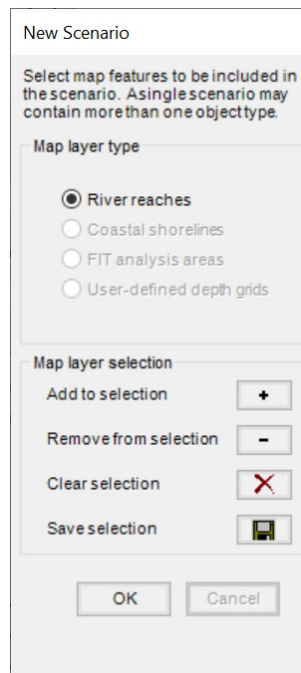 New Scenario
Select map features to be included in
the scenario. Asingle scenario may
contain more than one object type.
Map layer type
River reaches
Coastal shorelines
FIT analysis areas
User-defined depth grids
Map layer selection
Add to selection +
Remove from selection -
Clear selection
Save selection
OK Cancel